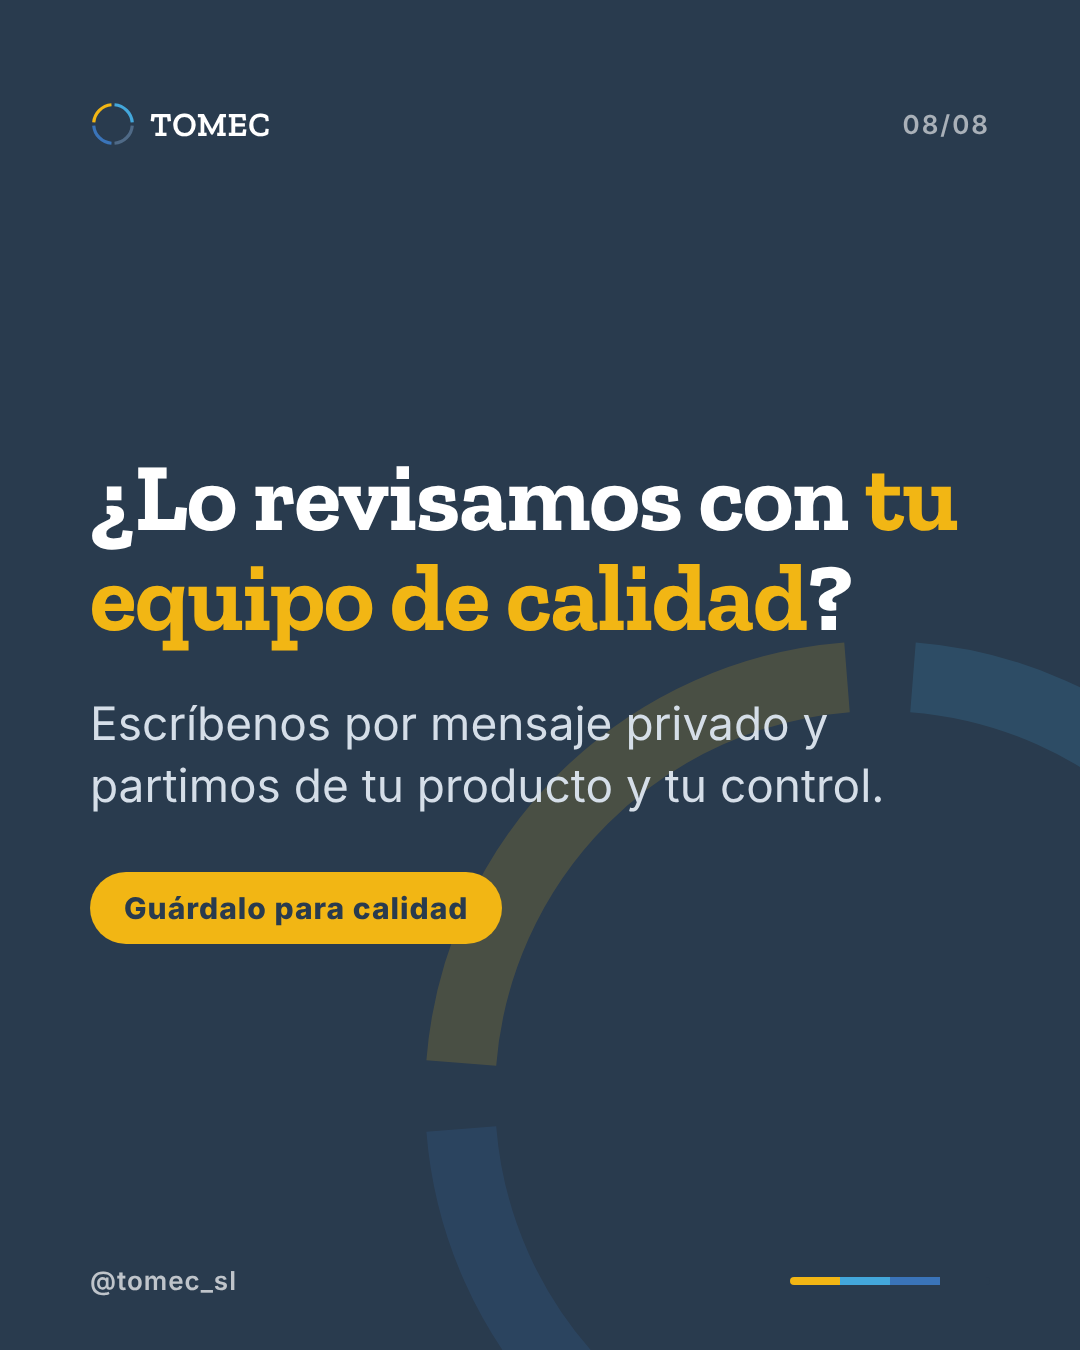 TOMEC
08/08
¿Lo revisamos con tu
equipo de calidad?
Escríbenos por mensaje privado y
partimos de tu producto y tu control.
Guárdalo para calidad
@tomec_sl